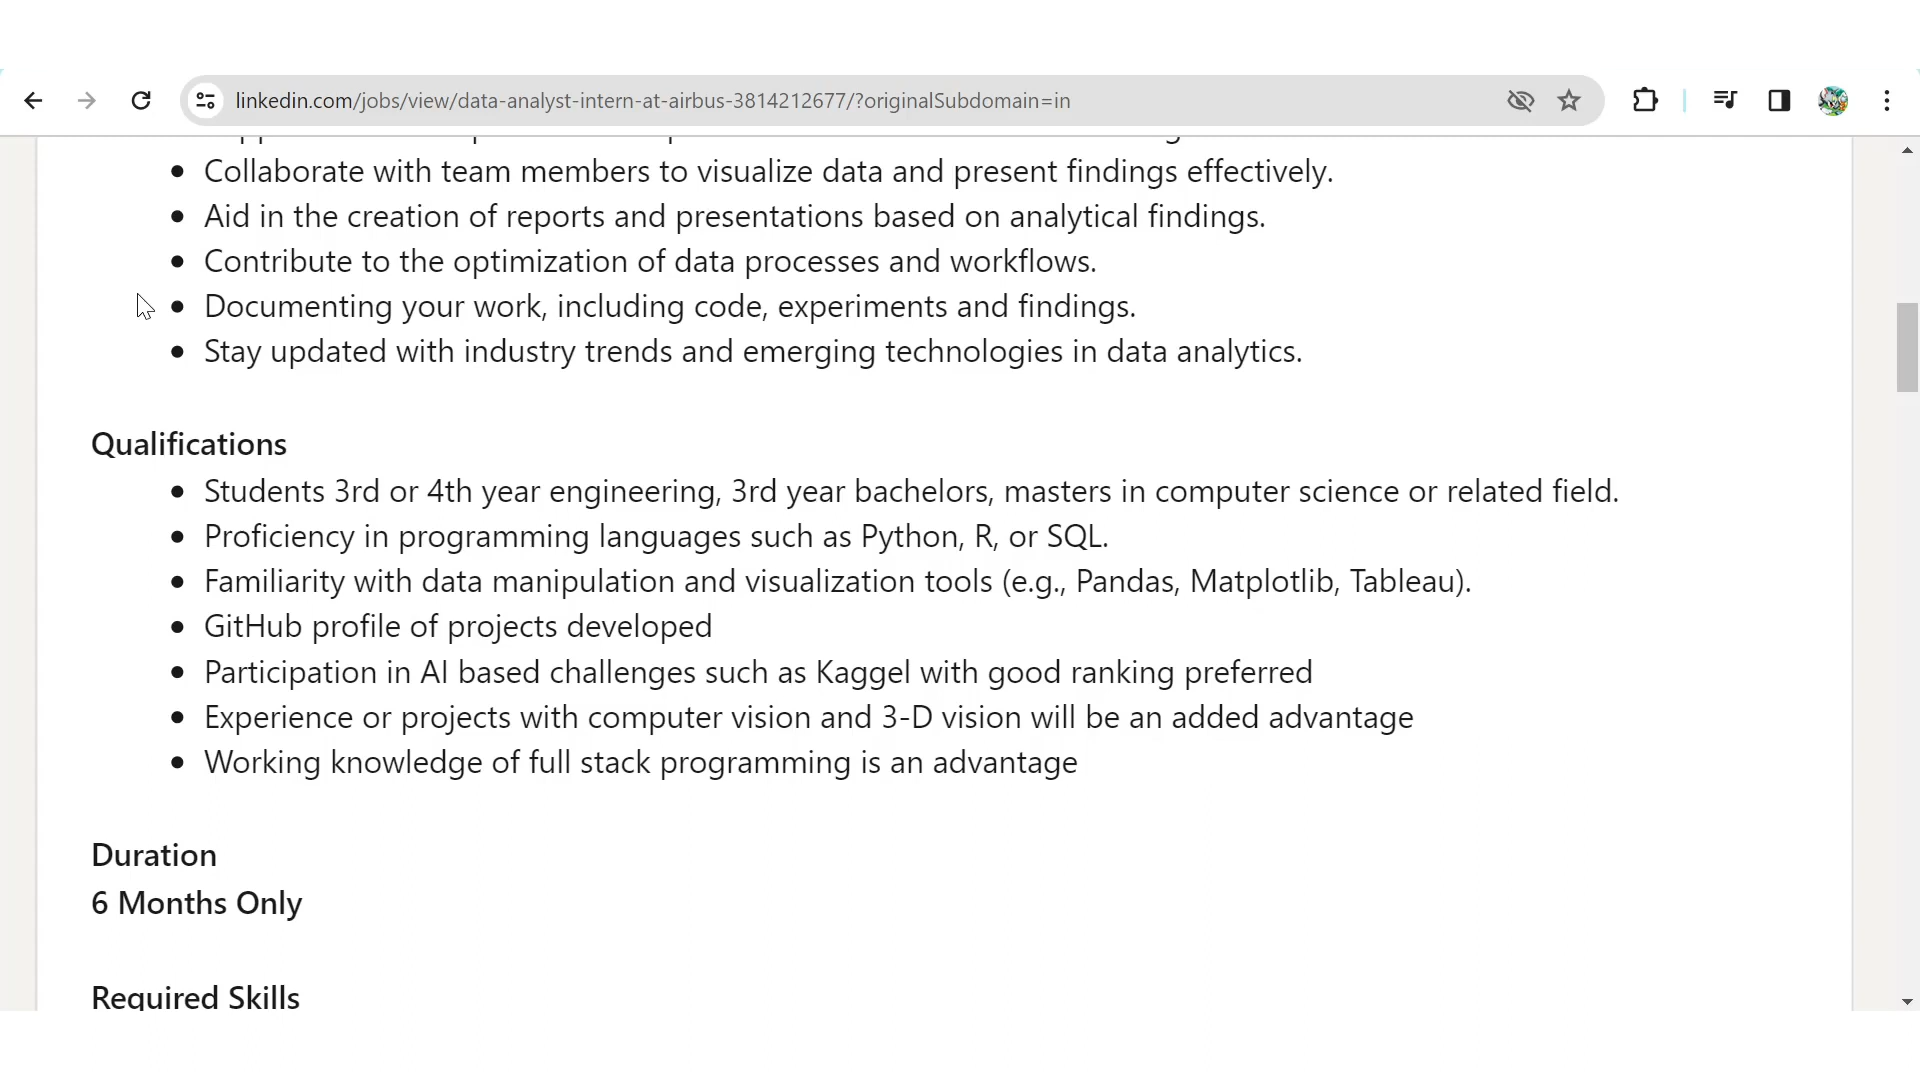 linkedin.com/jobs/view/data-analyst-intern-at-airbus-3814212677/?originalSubdomain=in
Collaborate with team members to visualize data and present findings effectively.
Aid in the creation of reports and presentations based on analytical findings.
Contribute to the optimization of data processes and workflows.
Documenting your work, including code, experiments and findings.
Stay updated with industry trends and emerging technologies in data analytics.
Qualifications
Students 3rd or 4th year engineering, 3rd year bachelors, masters in computer science or related field.
Proficiency in programming languages such as Python, R, or SQL.
Familiarity with data manipulation and visualization tools (e.g., Pandas, Matplotlib, Tableau).
GitHub profile of projects developed
Participation in AI based challenges such as Kaggel with good ranking preferred
Experience or projects with computer vision and 3-D vision will be an added advantage
Working knowledge of full stack programming is an advantage
Duration
6 Months Only
Required Skills